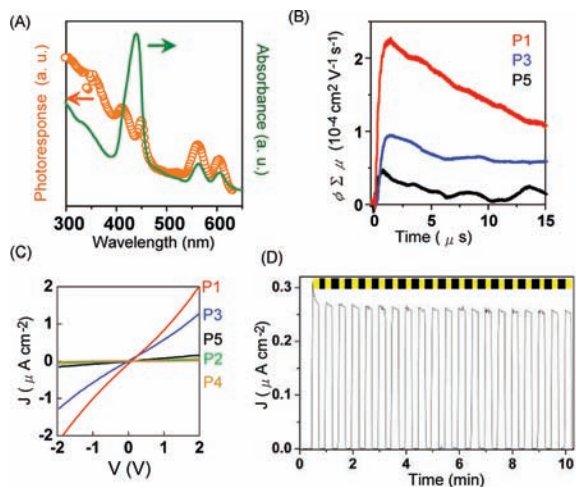 (A)
Photoresponse (a. u.)
Absorbance (a. u.)
300 400 500 600
Wavelength (nm)
(B)
P1
P3
P5
ϕ Σ μ (10-4 cm2 V-1 s-1)
2
1
0
0 5 10 15
Time ( μ s)
(C)
J ( μ A cm-2)
2
1
0
-1
-2
P1
P3
P5
P2
P4
-2 -1 0 1 2
V (V)
(D)
J ( μ A cm-2)
0.3
0.2
0.1
0.0
0 2 4 6 8 10
Time (min)